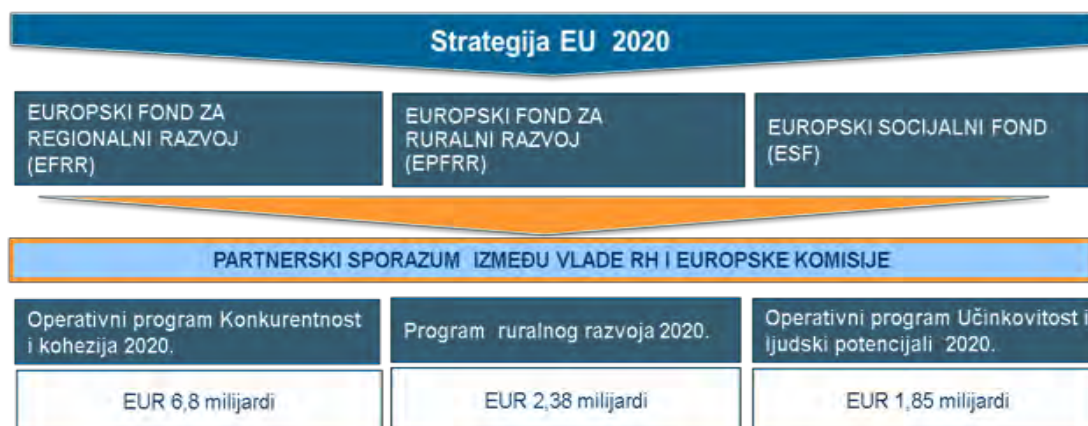 Strategija EU 2020
EUROPSKI FOND ZA
REGIONALNI RAZVOJ
(EFRR)
EUROPSKI FOND ZA
RURALNI RAZVOJ
(EPFRR)
EUROPSKI SOCIJALNI FOND
(ESF)
PARTNERSKI SPORAZUM IZMEĐU VLADE RH I EUROPSKE KOMISIJE
Operativni program Konkurentnost
i kohezija 2020.
Program ruralnog razvoja 2020.
Operativni program Učinkovitost i
ljudski potencijali 2020.
EUR 6,8 milijardi
EUR 2,38 milijardi
EUR 1,85 milijardi